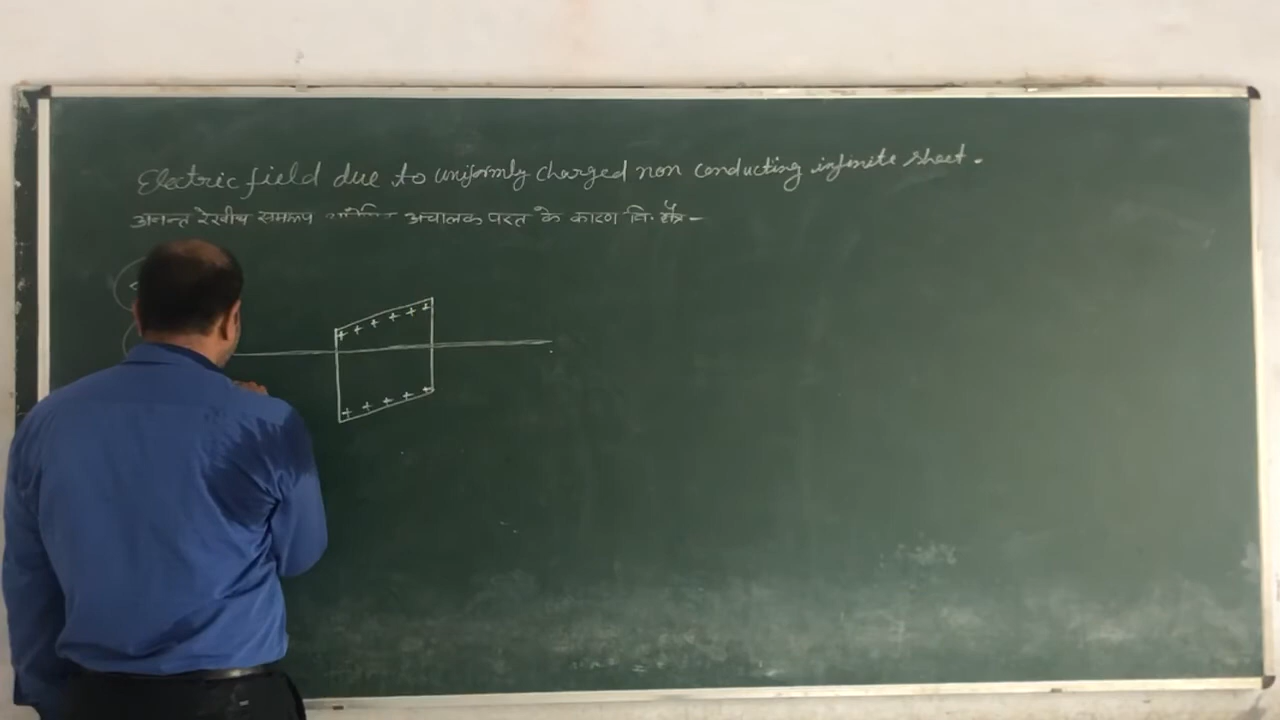 Electric field due to uniformly charged non conducting infinite sheet.
अनन्त रेखीय समरूप अचालक परत के कारण वि. क्षेत्र -
+ + + + + +
+ + + + +